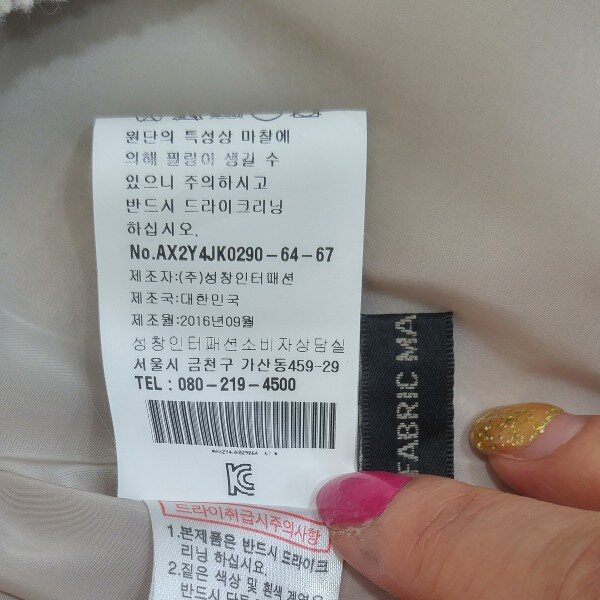 원단의 특성상 마찰에
의해 필링이 생길 수
있으니 주의하시고
반드시 드라이크리닝
하십시오.
No.AX2Y4JK0290-64-67
제조자:(주)성창인터패션
제조국:대한민국
제조월:2016년09월
성창인터패션소비자상담실
서울시 금천구 가산동459-29
TEL : 080-219-4500
FABRIC MA
드라이취급시주의사항
1.본제품은 반드시 드라이크
리닝 하십시요.
2.짙은 색상 및 흰색 계열은